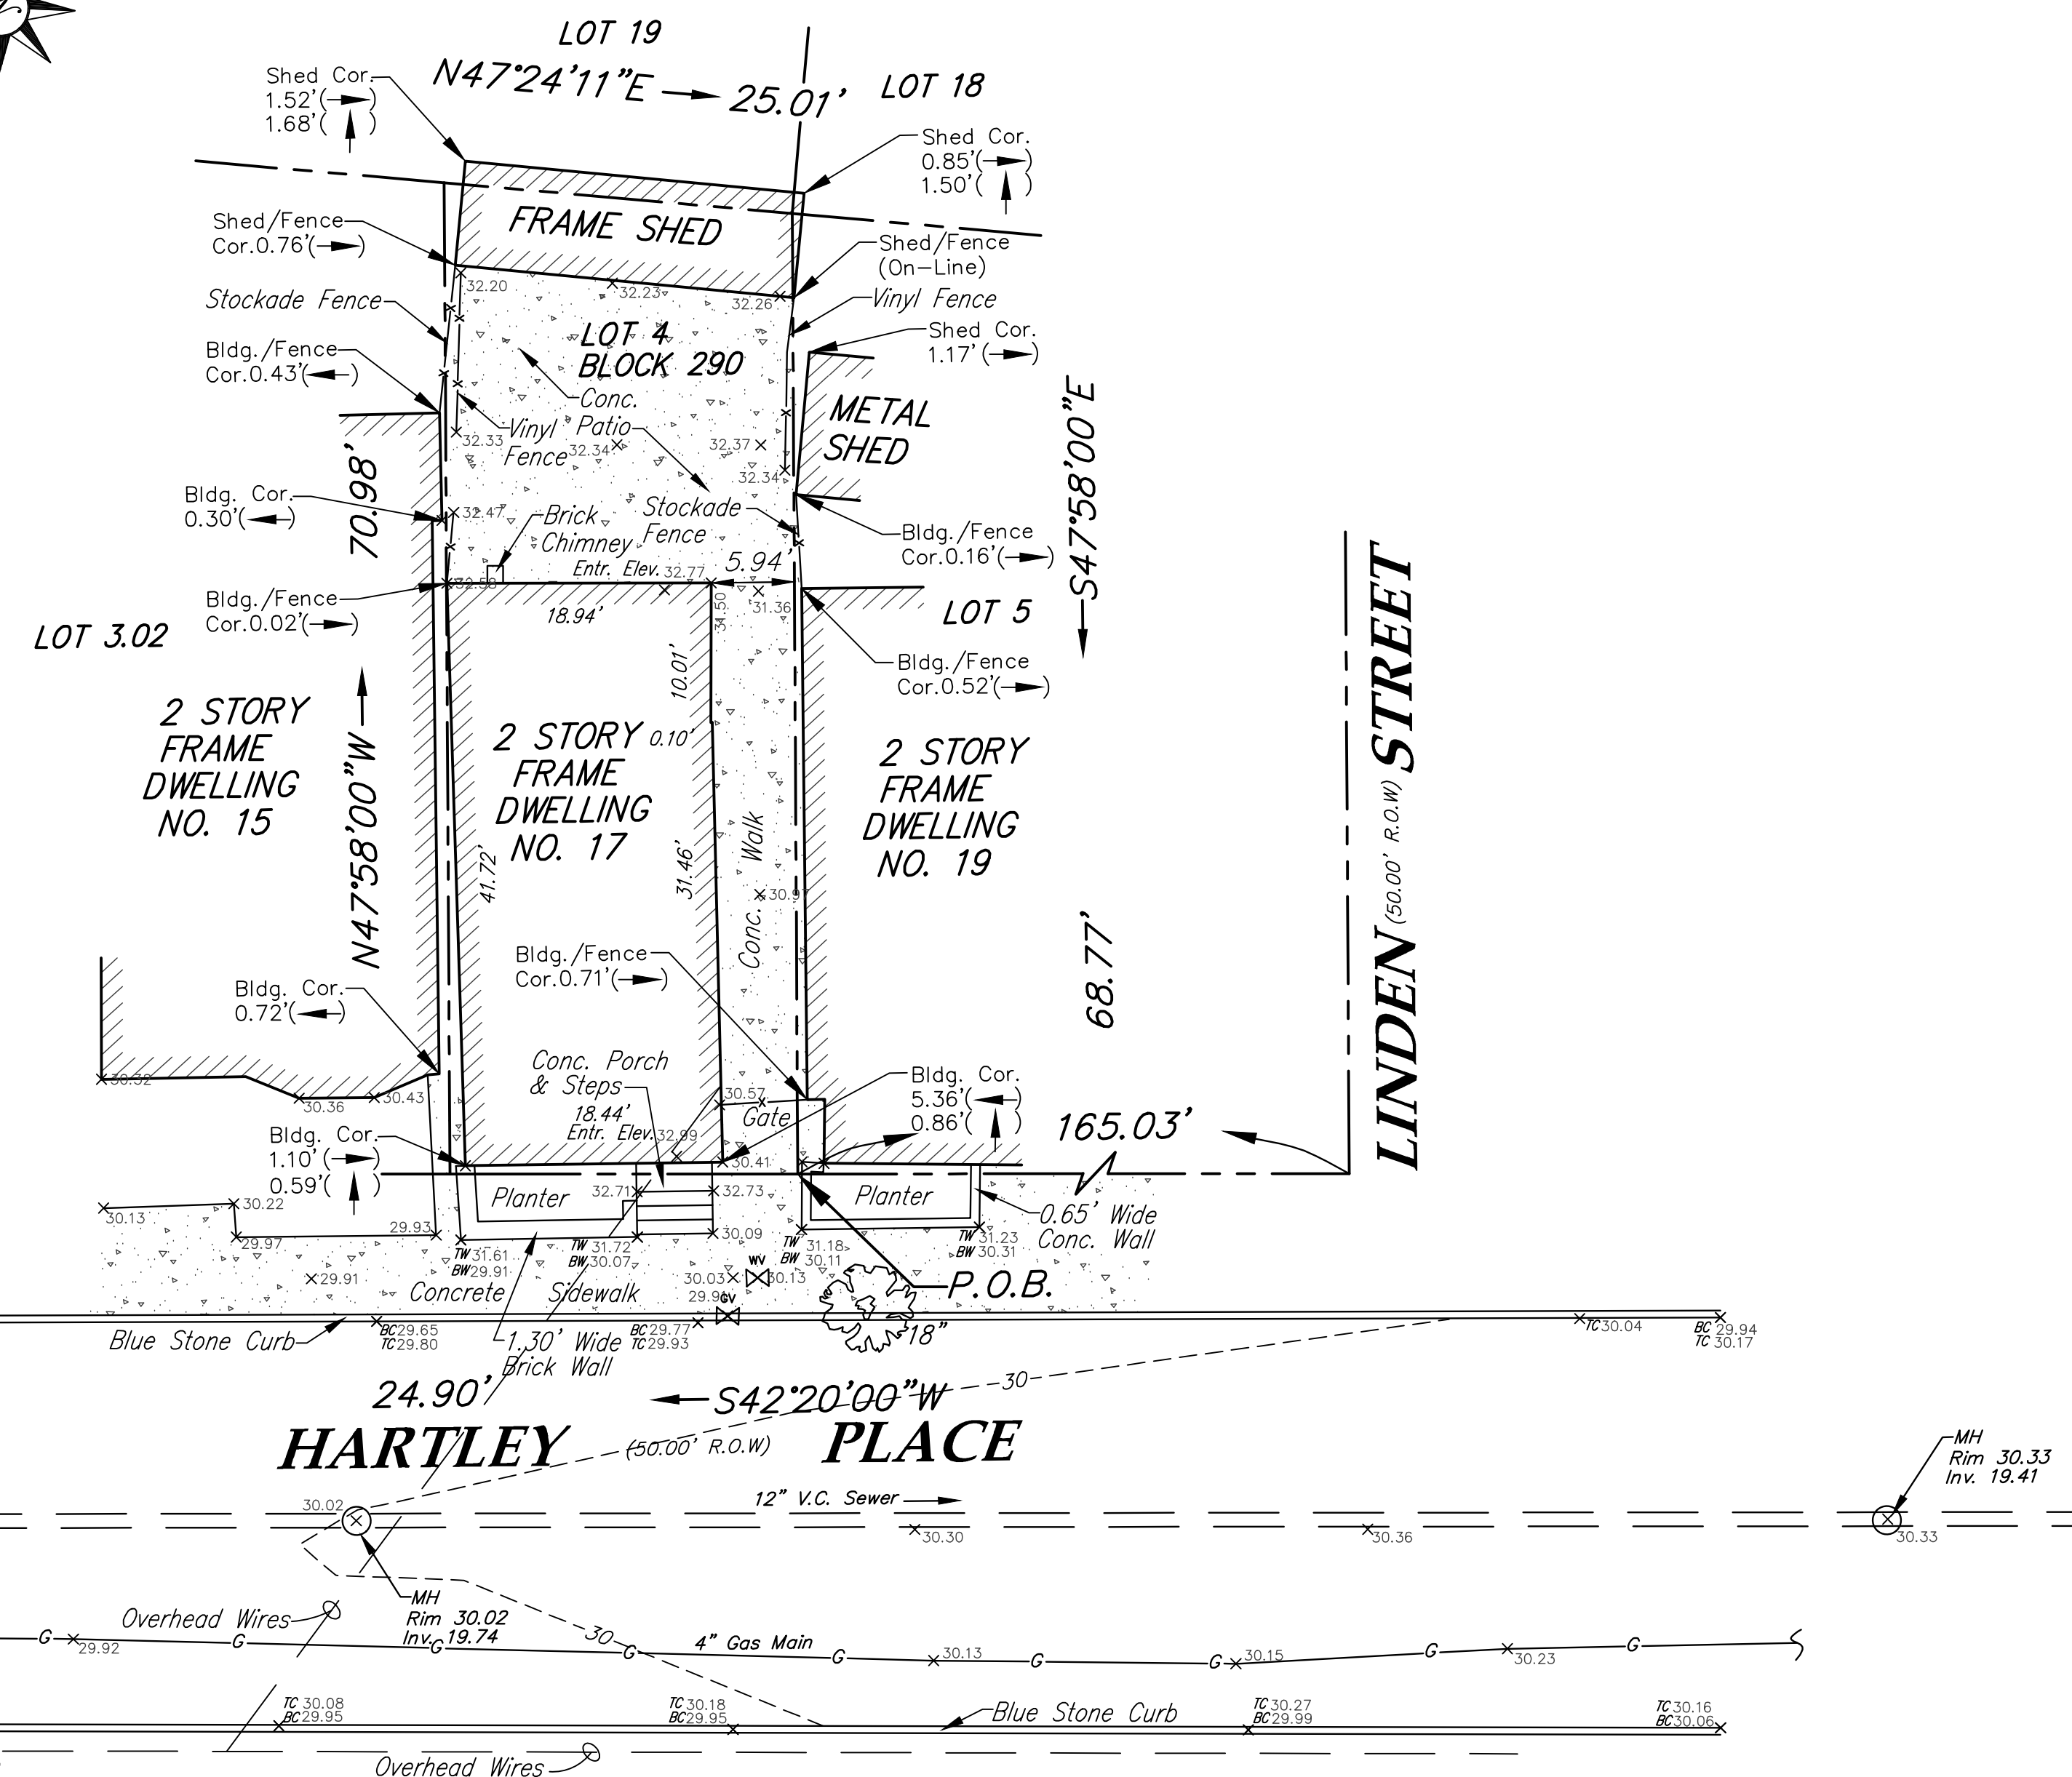 LOT 19
N47°24'11"E
25.01'
LOT 18
Shed Cor.
1.52'( )
1.68'( )
Shed Cor.
0.85'( )
1.50'( )
FRAME SHED
Shed/Fence
Cor.0.76'( )
Shed/Fence
(On-Line)
32.20
32.23
32.26
Stockade Fence
Vinyl Fence
LOT 4
BLOCK 290
Shed Cor.
1.17' ( )
Bldg./Fence
Cor.0.43'( )
Conc.
Patio
METAL
SHED
S47°58'00"E
Vinyl
Fence
32.33
32.34
32.37
32.34
70.98'
Bldg. Cor.
0.30'( )
32.47
Brick
Chimney
Stockade
Fence
Bldg./Fence
Cor.0.16'( )
Entr. Elev. 32.77
5.94'
32.58
18.94'
31.50
31.36
Bldg./Fence
Cor.0.02'( )
LOT 3.02
LOT 5
10.01'
Bldg./Fence
Cor.0.52'( )
2 STORY
FRAME
DWELLING
NO. 15
N47°58'00"W
2 STORY
FRAME
DWELLING
NO. 17
0.10'
2 STORY
FRAME
DWELLING
NO. 19
LINDEN STREET
(50.00' R.O.W)
41.72'
31.46'
Conc. Walk
30.97
68.77'
Bldg./Fence
Cor.0.71'( )
Bldg. Cor.
0.72'( )
Conc. Porch
& Steps
18.44'
Entr. Elev. 32.99
30.57
Gate
Bldg. Cor.
5.36'( )
0.86'( )
165.03'
30.32
30.36
30.43
30.41
Bldg. Cor.
1.10'( )
0.59'( )
Planter
32.71
32.73
Planter
30.13
30.22
29.97
29.93
30.09
0.65' Wide
Conc. Wall
TW 31.61
BW 29.91
TW 31.72
BW 30.07
TW 31.18
BW 30.11
TW 31.23
BW 30.31
29.91
Concrete Sidewalk
30.03
WV
30.13
29.91
GV
P.O.B.
18"
Blue Stone Curb
BC 29.65
TC 29.80
1.30' Wide
Brick Wall
BC 29.77
TC 29.93
TC 30.04
BC 29.94
TC 30.17
24.90'
S42°20'00"W
30
HARTLEY PLACE
(50.00' R.O.W)
MH
Rim 30.33
Inv. 19.41
30.02
12" V.C. Sewer
30.30
30.36
30.33
MH
Rim 30.02
Inv. 19.74
Overhead Wires
30
4" Gas Main
G
29.92
G
G
G
G
30.13
G
G
30.15
G
30.23
G
TC 30.08
BC 29.95
TC 30.18
BC 29.95
Blue Stone Curb
TC 30.27
BC 29.99
TC 30.16
BC 30.06
Overhead Wires